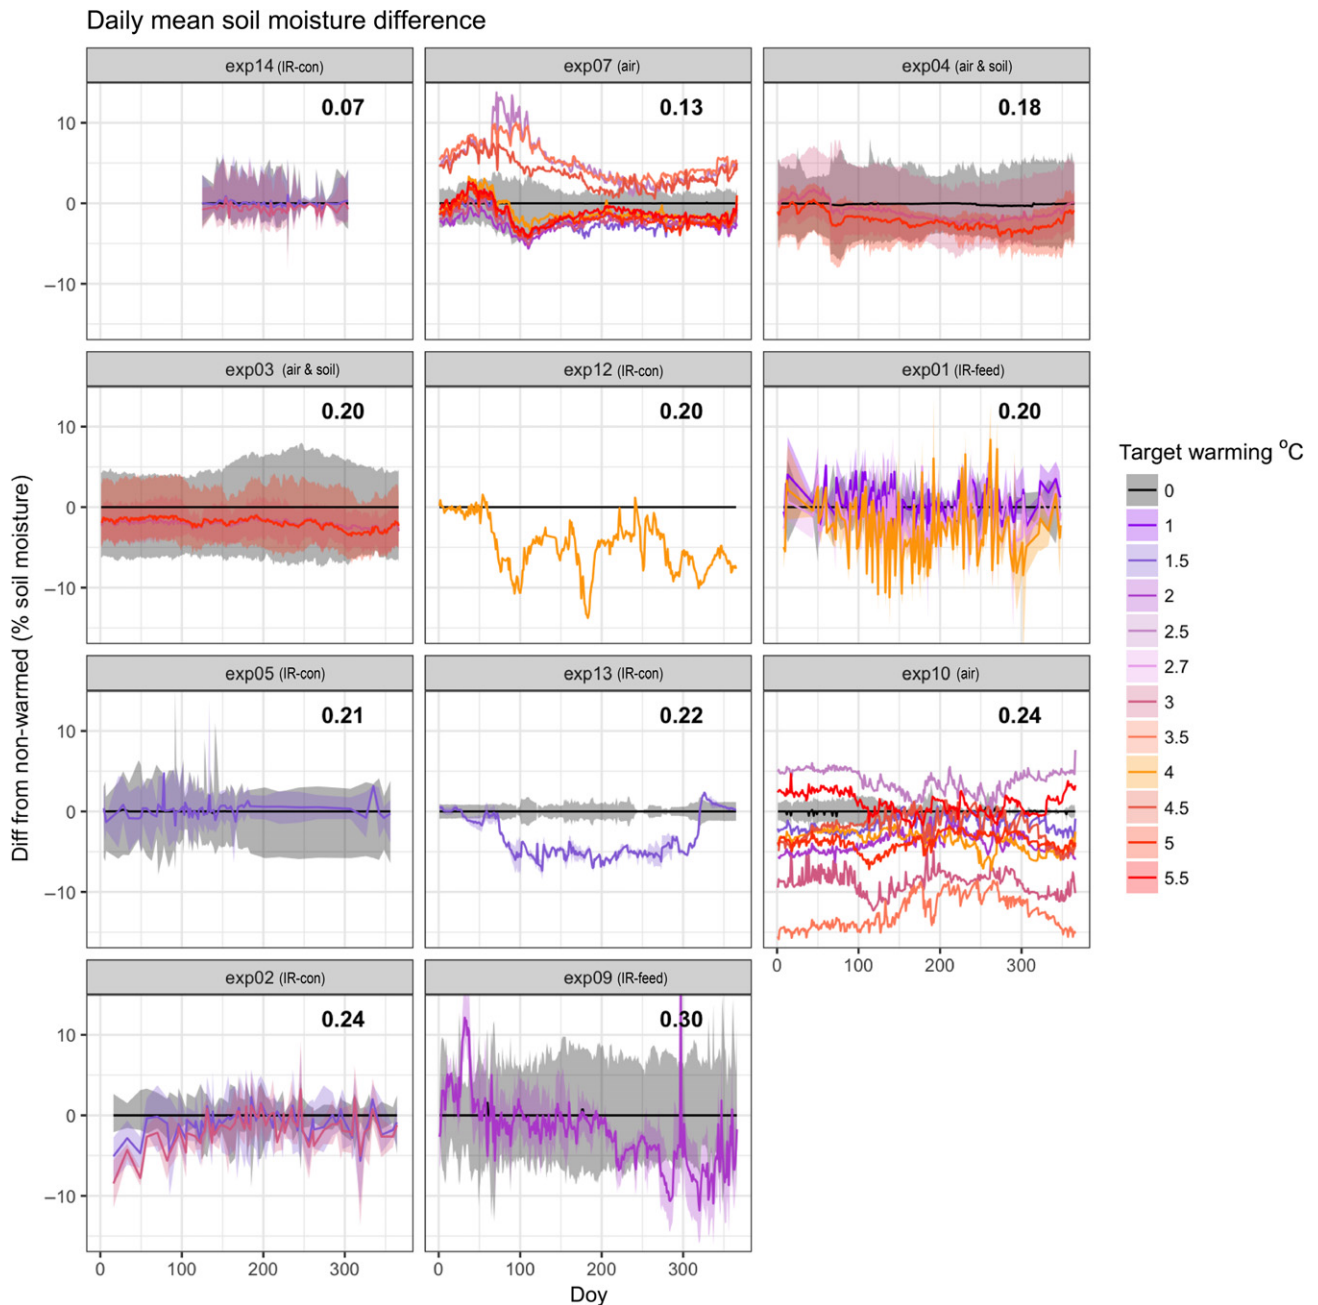 Daily mean soil moisture difference
exp14 (IR-con)
exp07 (air)
exp04 (air & soil)
0.07
0.13
0.18
10
0
−10
exp03 (air & soil)
exp12 (IR-con)
exp01 (IR-feed)
0.20
0.20
0.20
10
0
−10
exp05 (IR-con)
exp13 (IR-con)
exp10 (air)
0.21
0.22
0.24
10
0
−10
0 100 200 300
exp02 (IR-con)
exp09 (IR-feed)
0.24
0.30
10
0
−10
0 100 200 300
0 100 200 300
Doy
Diff from non-warmed (% soil moisture)
Target warming °C
0
1
1.5
2
2.5
2.7
3
3.5
4
4.5
5
5.5